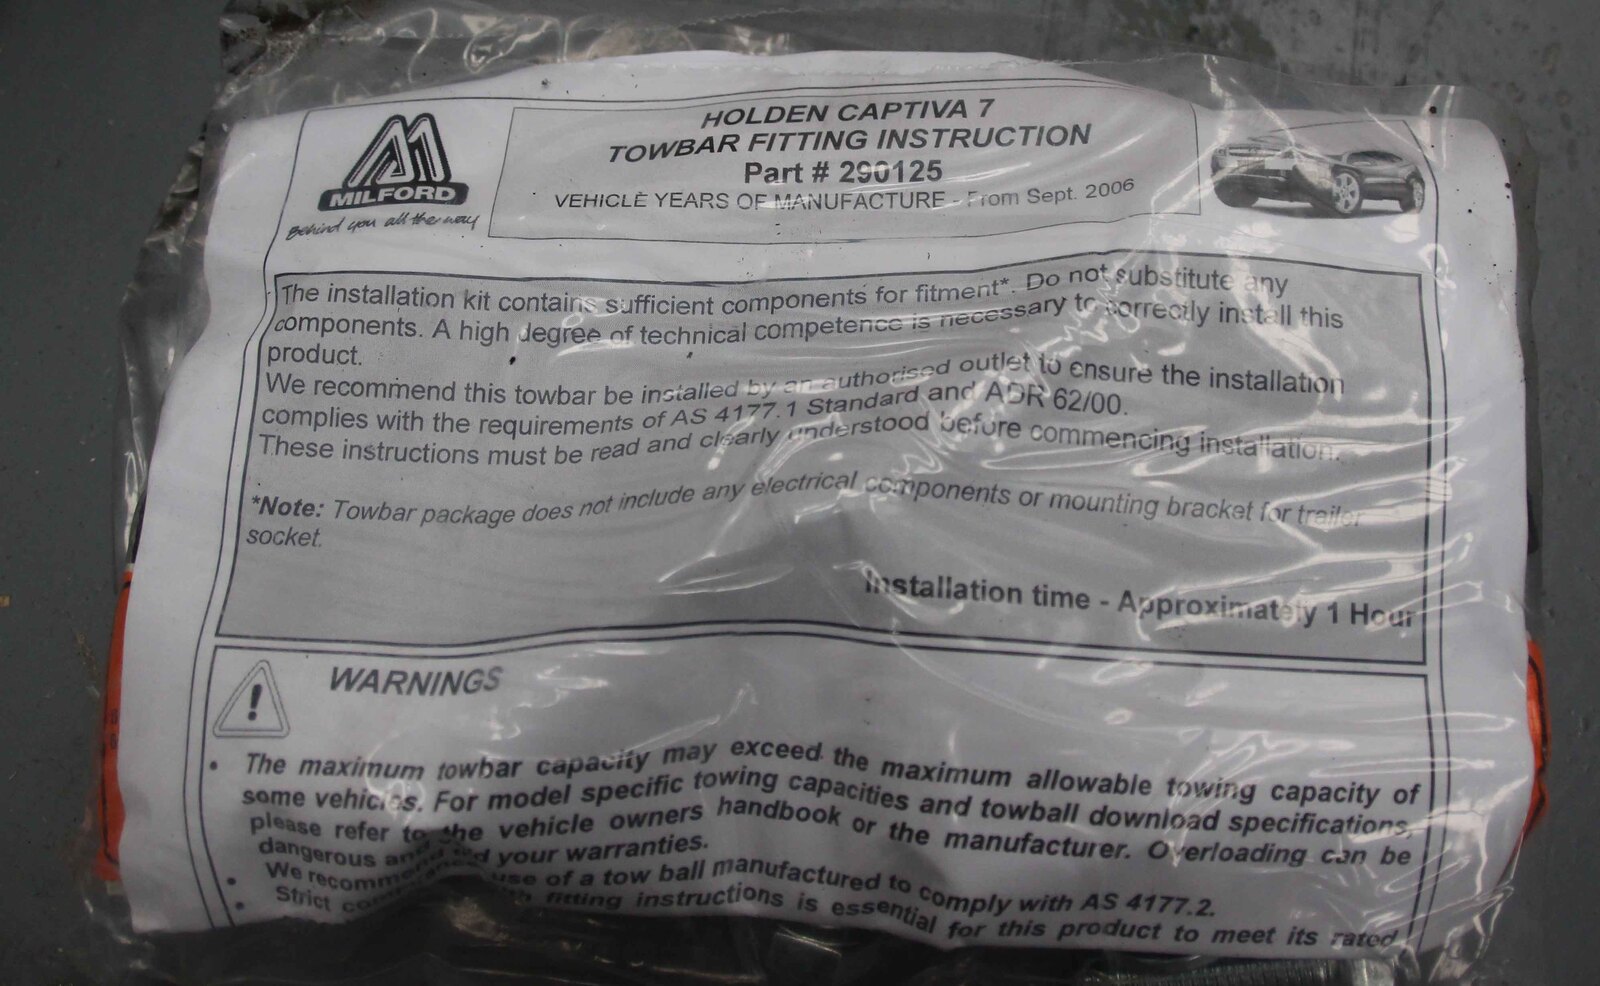 MILFORD
Behind you all the way
HOLDEN CAPTIVA 7
TOWBAR FITTING INSTRUCTION
Part # 290125
VEHICLE YEARS OF MANUFACTURE - From Sept. 2006
The installation kit contains sufficient components for fitment*. Do not substitute any
components. A high degree of technical competence is necessary to correctly install this
product.
We recommend this towbar be installed by an authorised outlet to ensure the installation
complies with the requirements of AS 4177.1 Standard and ADR 62/00.
These instructions must be read and clearly understood before commencing installation.
*Note: Towbar package does not include any electrical components or mounting bracket for trailer
socket.
Installation time - Approximately 1 Hour
!
WARNINGS
• The maximum towbar capacity may exceed the maximum allowable towing capacity of
some vehicles. For model specific towing capacities and towball download specifications,
please refer to the vehicle owners handbook or the manufacturer. Overloading can be
dangerous and your warranties.
• We recommend use of a tow ball manufactured to comply with AS 4177.2.
• Strict fitting instructions is essential for this product to meet its rated